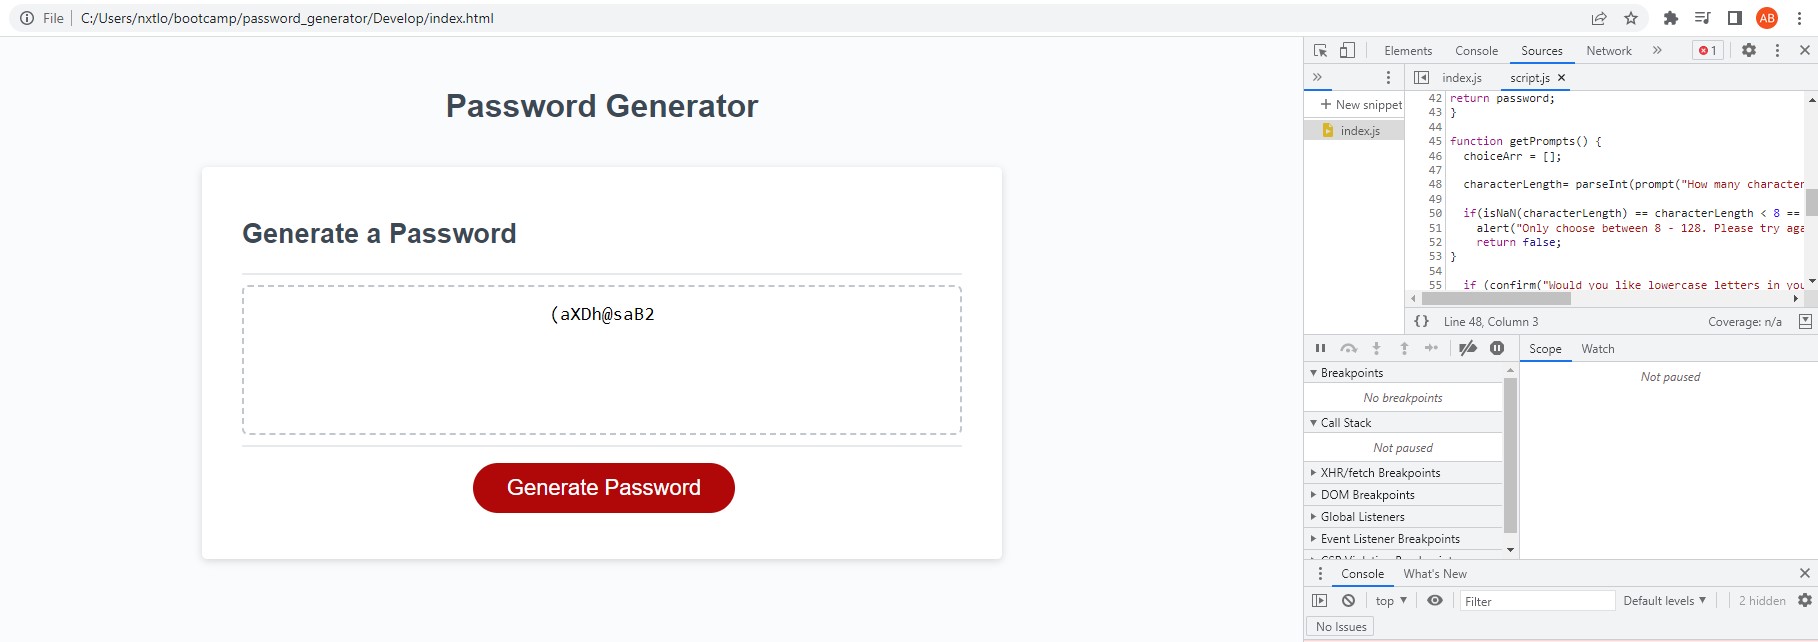 File C:/Users/nxtlo/bootcamp/password_generator/Develop/index.html
AB
Password Generator
Generate a Password
(aXDh@saB2
Generate Password
Elements Console Sources Network » 1
» index.js script.js ×
+ New snippet
index.js
42 return password;
43 }
44
45 function getPrompts() {
46 choiceArr = [];
47
48 characterLength= parseInt(prompt("How many character
49
50 if(isNaN(characterLength) == characterLength < 8 ==
51 alert("Only choose between 8 - 128. Please try aga
52 return false;
53 }
54
55 if (confirm("Would you like lowercase letters in you
{} Line 48, Column 3 Coverage: n/a
Scope Watch
Not paused
Breakpoints
No breakpoints
Call Stack
Not paused
XHR/fetch Breakpoints
DOM Breakpoints
Global Listeners
Event Listener Breakpoints
Console What's New
top Filter Default levels 2 hidden
No Issues